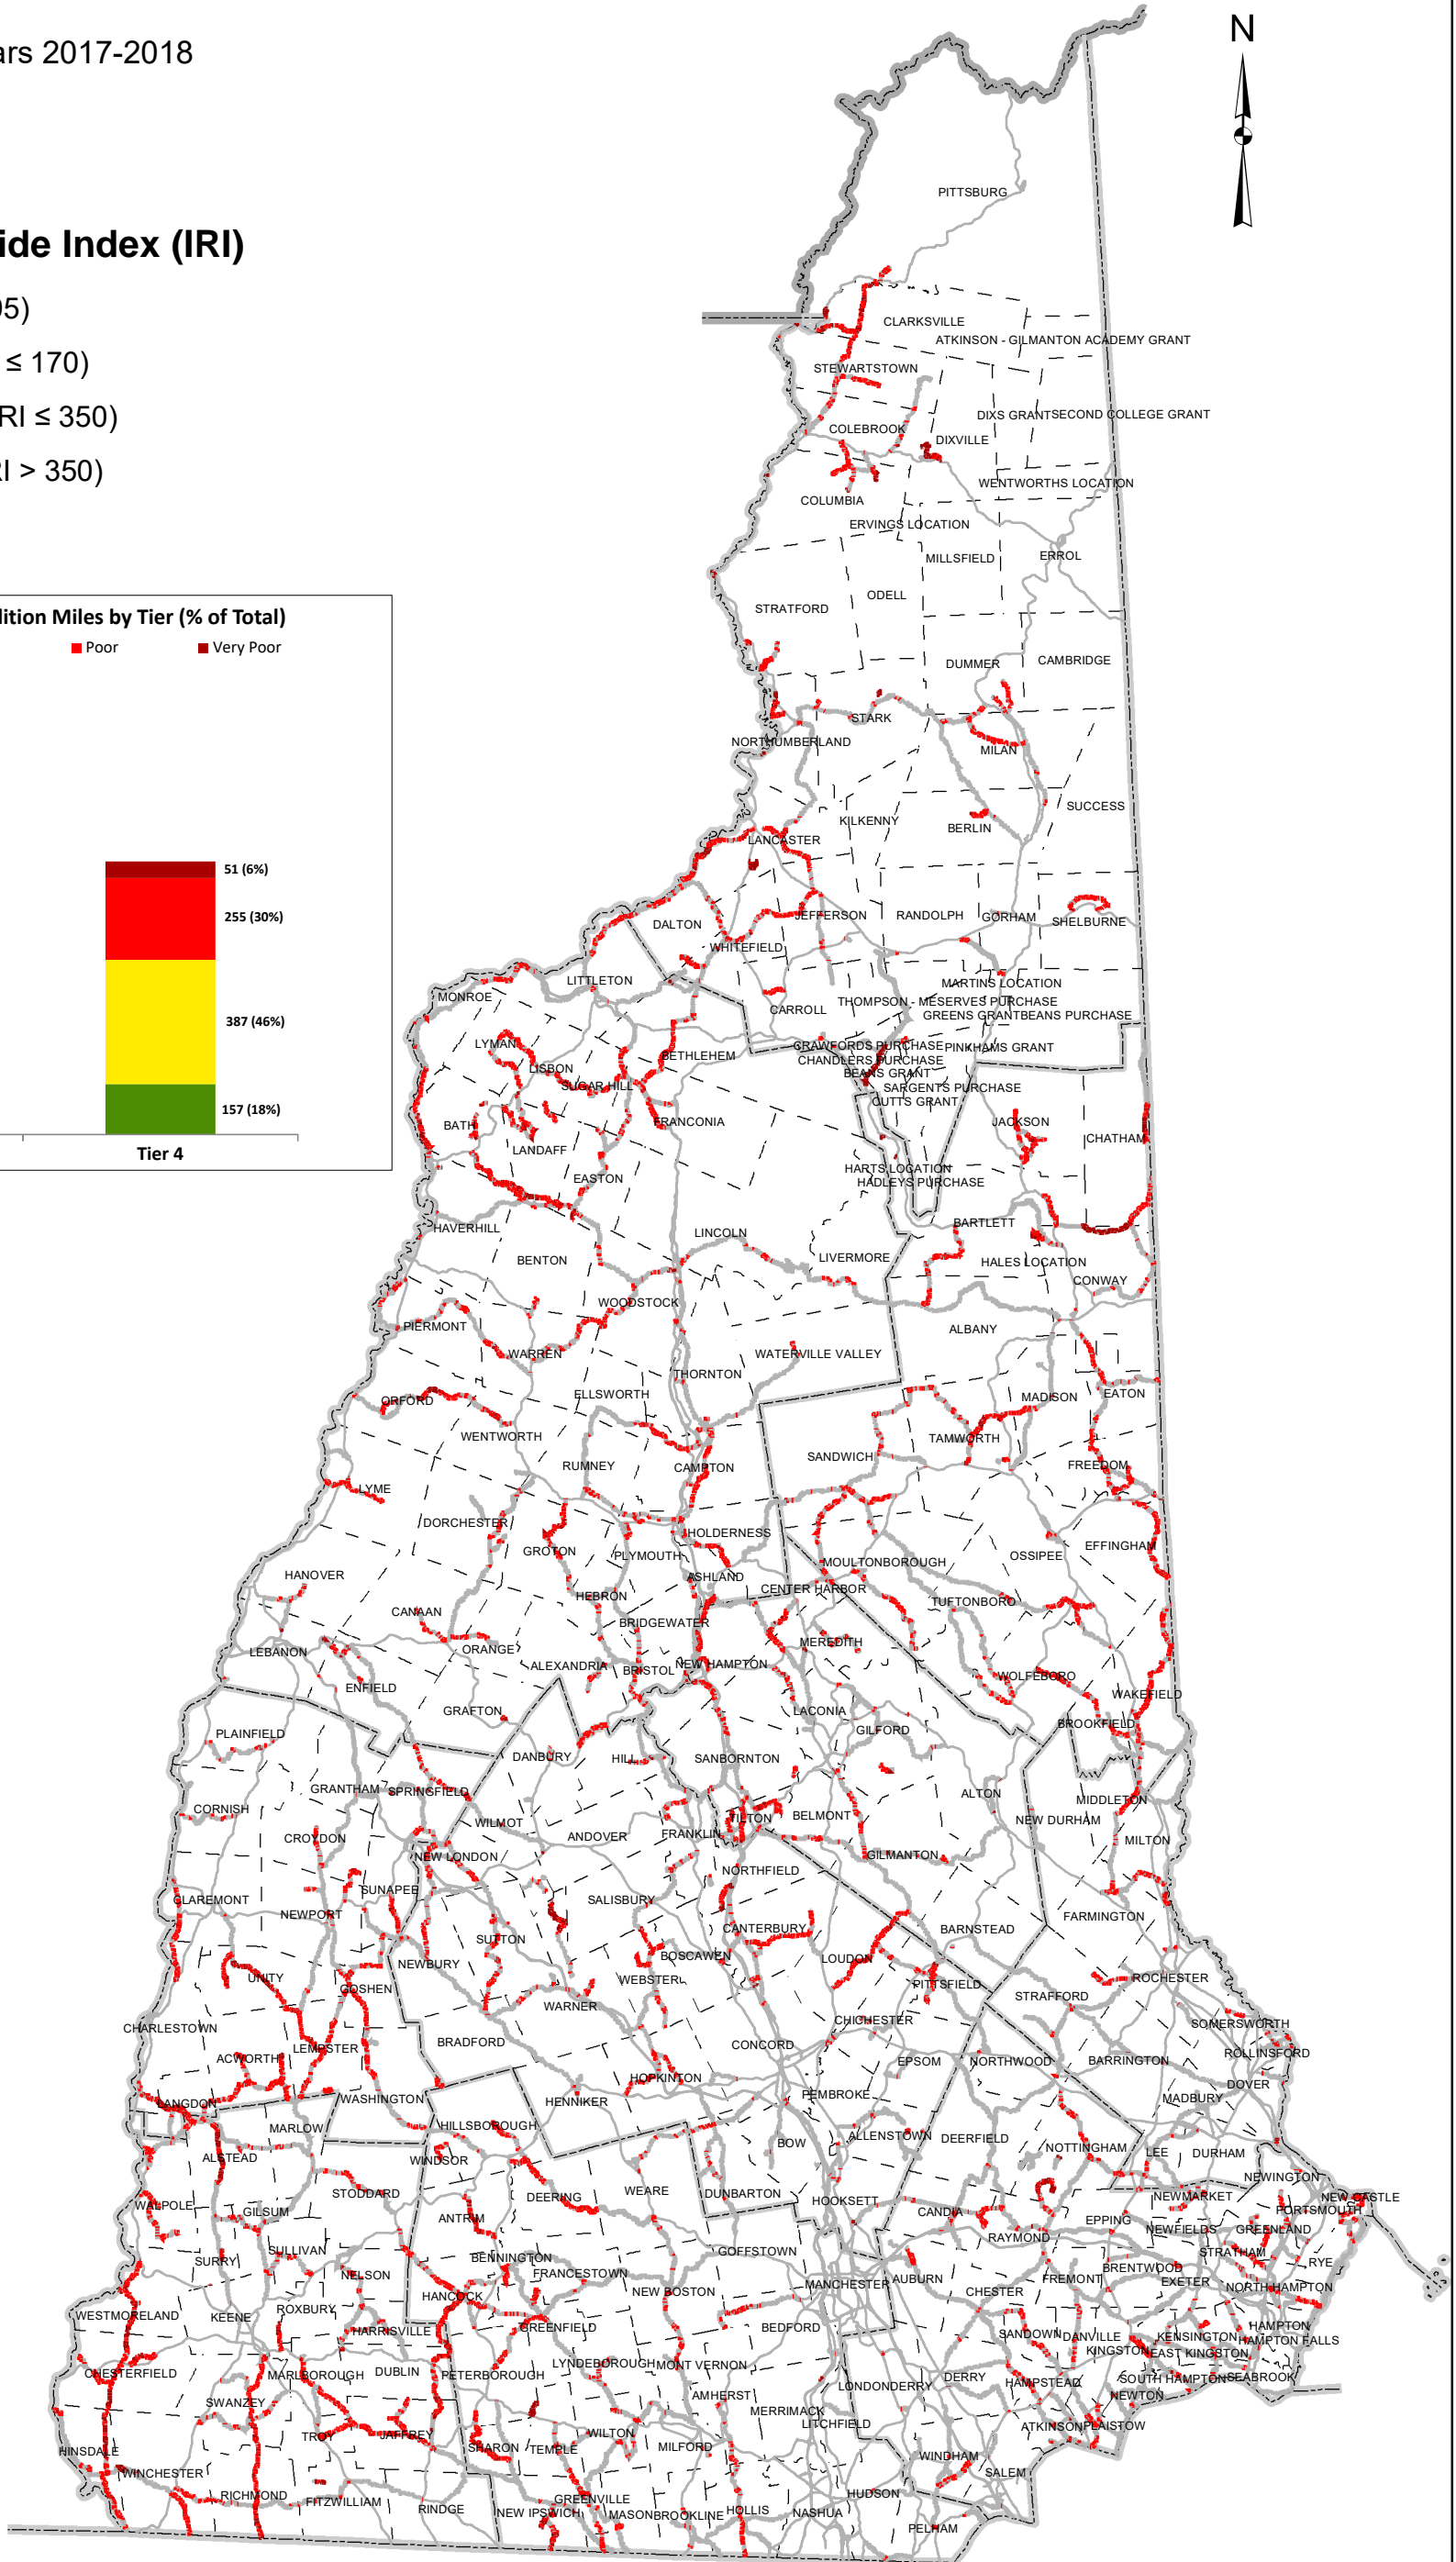 ars 2017-2018
N
ide Index (IRI)
95)
≤ 170)
RI ≤ 350)
RI > 350)
dition Miles by Tier (% of Total)
Poor Very Poor
51 (6%)
255 (30%)
387 (46%)
157 (18%)
Tier 4
PITTSBURG
CLARKSVILLE
ATKINSON - GILMANTON ACADEMY GRANT
STEWARTSTOWN
DIXS GRANT SECOND COLLEGE GRANT
COLEBROOK
DIXVILLE
WENTWORTHS LOCATION
COLUMBIA
ERVINGS LOCATION
MILLSFIELD
ERROL
ODELL
STRATFORD
DUMMER
CAMBRIDGE
STARK
NORTHUMBERLAND
MILAN
SUCCESS
KILKENNY
BERLIN
LANCASTER
JEFFERSON
RANDOLPH
GORHAM
SHELBURNE
DALTON
WHITEFIELD
LITTLETON
MARTINS LOCATION
MONROE
CARROLL
THOMPSON - MESERVES PURCHASE
GREENS GRANT BEANS PURCHASE
LYMAN
CRAWFORDS PURCHASE PINKHAMS GRANT
BETHLEHEM
CHANDLERS PURCHASE
LISBON
BEANS GRANT
SUGAR HILL
SARGENTS PURCHASE
CUTTS GRANT
FRANCONIA
JACKSON
BATH
CHATHAM
LANDAFF
HARTS LOCATION
EASTON
HADLEYS PURCHASE
BARTLETT
HAVERHILL
LINCOLN
LIVERMORE
BENTON
HALES LOCATION
CONWAY
WOODSTOCK
PIERMONT
ALBANY
WARREN
WATERVILLE VALLEY
THORNTON
ELLSWORTH
EATON
MADISON
ORFORD
WENTWORTH
TAMWORTH
SANDWICH
RUMNEY
CAMPTON
FREEDOM
LYME
DORCHESTER
HOLDERNESS
GROTON
PLYMOUTH
EFFINGHAM
OSSIPEE
MOULTONBOROUGH
HANOVER
ASHLAND
CENTER HARBOR
HEBRON
TUFTONBORO
CANAAN
BRIDGEWATER
MEREDITH
LEBANON
ORANGE
ALEXANDRIA
BRISTOL
NEW HAMPTON
WOLFEBORO
ENFIELD
WAKEFIELD
GRAFTON
LACONIA
BROOKFIELD
GILFORD
PLAINFIELD
DANBURY
HILL
SANBORNTON
GRANTHAM
SPRINGFIELD
ALTON
MIDDLETON
CORNISH
WILMOT
TILTON
BELMONT
NEW DURHAM
ANDOVER
FRANKLIN
CROYDON
MILTON
NEW LONDON
GILMANTON
NORTHFIELD
SUNAPEE
CLAREMONT
SALISBURY
NEWPORT
FARMINGTON
CANTERBURY
BARNSTEAD
SUTTON
BOSCAWEN
LOUDON
NEWBURY
UNITY
WEBSTER
ROCHESTER
PITTSFIELD
GOSHEN
STRAFFORD
WARNER
CHICHESTER
SOMERSWORTH
CHARLESTOWN
BRADFORD
CONCORD
LEMPSTER
ROLLINSFORD
ACWORTH
EPSOM
NORTHWOOD
BARRINGTON
HOPKINTON
DOVER
PEMBROKE
WASHINGTON
MADBURY
LANGDON
HENNIKER
HILLSBOROUGH
MARLOW
ALLENSTOWN
DEERFIELD
BOW
NOTTINGHAM
LEE
DURHAM
ALSTEAD
WINDSOR
NEWINGTON
WEARE
DUNBARTON
STODDARD
DEERING
HOOKSETT
NEWMARKET
NEW CASTLE
WALPOLE
PORTSMOUTH
GILSUM
ANTRIM
CANDIA
EPPING
NEWFIELDS
GREENLAND
RAYMOND
SULLIVAN
GOFFSTOWN
STRATHAM
SURRY
BENNINGTON
RYE
BRENTWOOD
FRANCESTOWN
NELSON
AUBURN
FREMONT
EXETER
MANCHESTER
NORTH HAMPTON
NEW BOSTON
CHESTER
HANCOCK
ROXBURY
WESTMORELAND
KEENE
GREENFIELD
BEDFORD
HAMPTON
HARRISVILLE
SANDOWN DANVILLE
KENSINGTON
HAMPTON FALLS
KINGSTON EAST KINGSTON
LYNDEBOROUGH MONT VERNON
CHESTERFIELD
MARLBOROUGH
DUBLIN
PETERBOROUGH
DERRY
HAMPSTEAD
SOUTH HAMPTON SEABROOK
LONDONDERRY
NEWTON
AMHERST
SWANZEY
MERRIMACK
LITCHFIELD
ATKINSON PLAISTOW
TROY
JAFFREY
WILTON
SHARON
TEMPLE
MILFORD
HINSDALE
WINDHAM
WINCHESTER
SALEM
RICHMOND
FITZWILLIAM
GREENVILLE
HUDSON
RINDGE
NEW IPSWICH
MASON BROOKLINE
HOLLIS
NASHUA
PELHAM